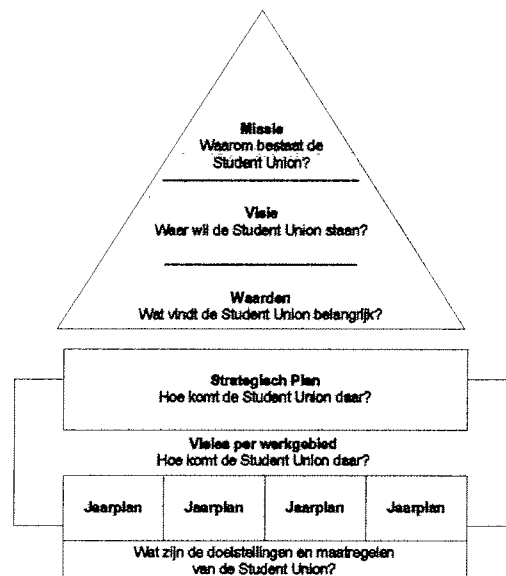 Missie
Waarom bestaat de
Student Union?
Visie
Waar wil de Student Union staan?
Waarden
Wat vindt de Student Union belangrijk?
Strategisch Plan
Hoe komt de Student Union daar?
Visies per werkgebied
Hoe komt de Student Union daar?
Jaarplan Jaarplan Jaarplan Jaarplan
Wat zijn de doelstellingen en maatregelen
van de Student Union?